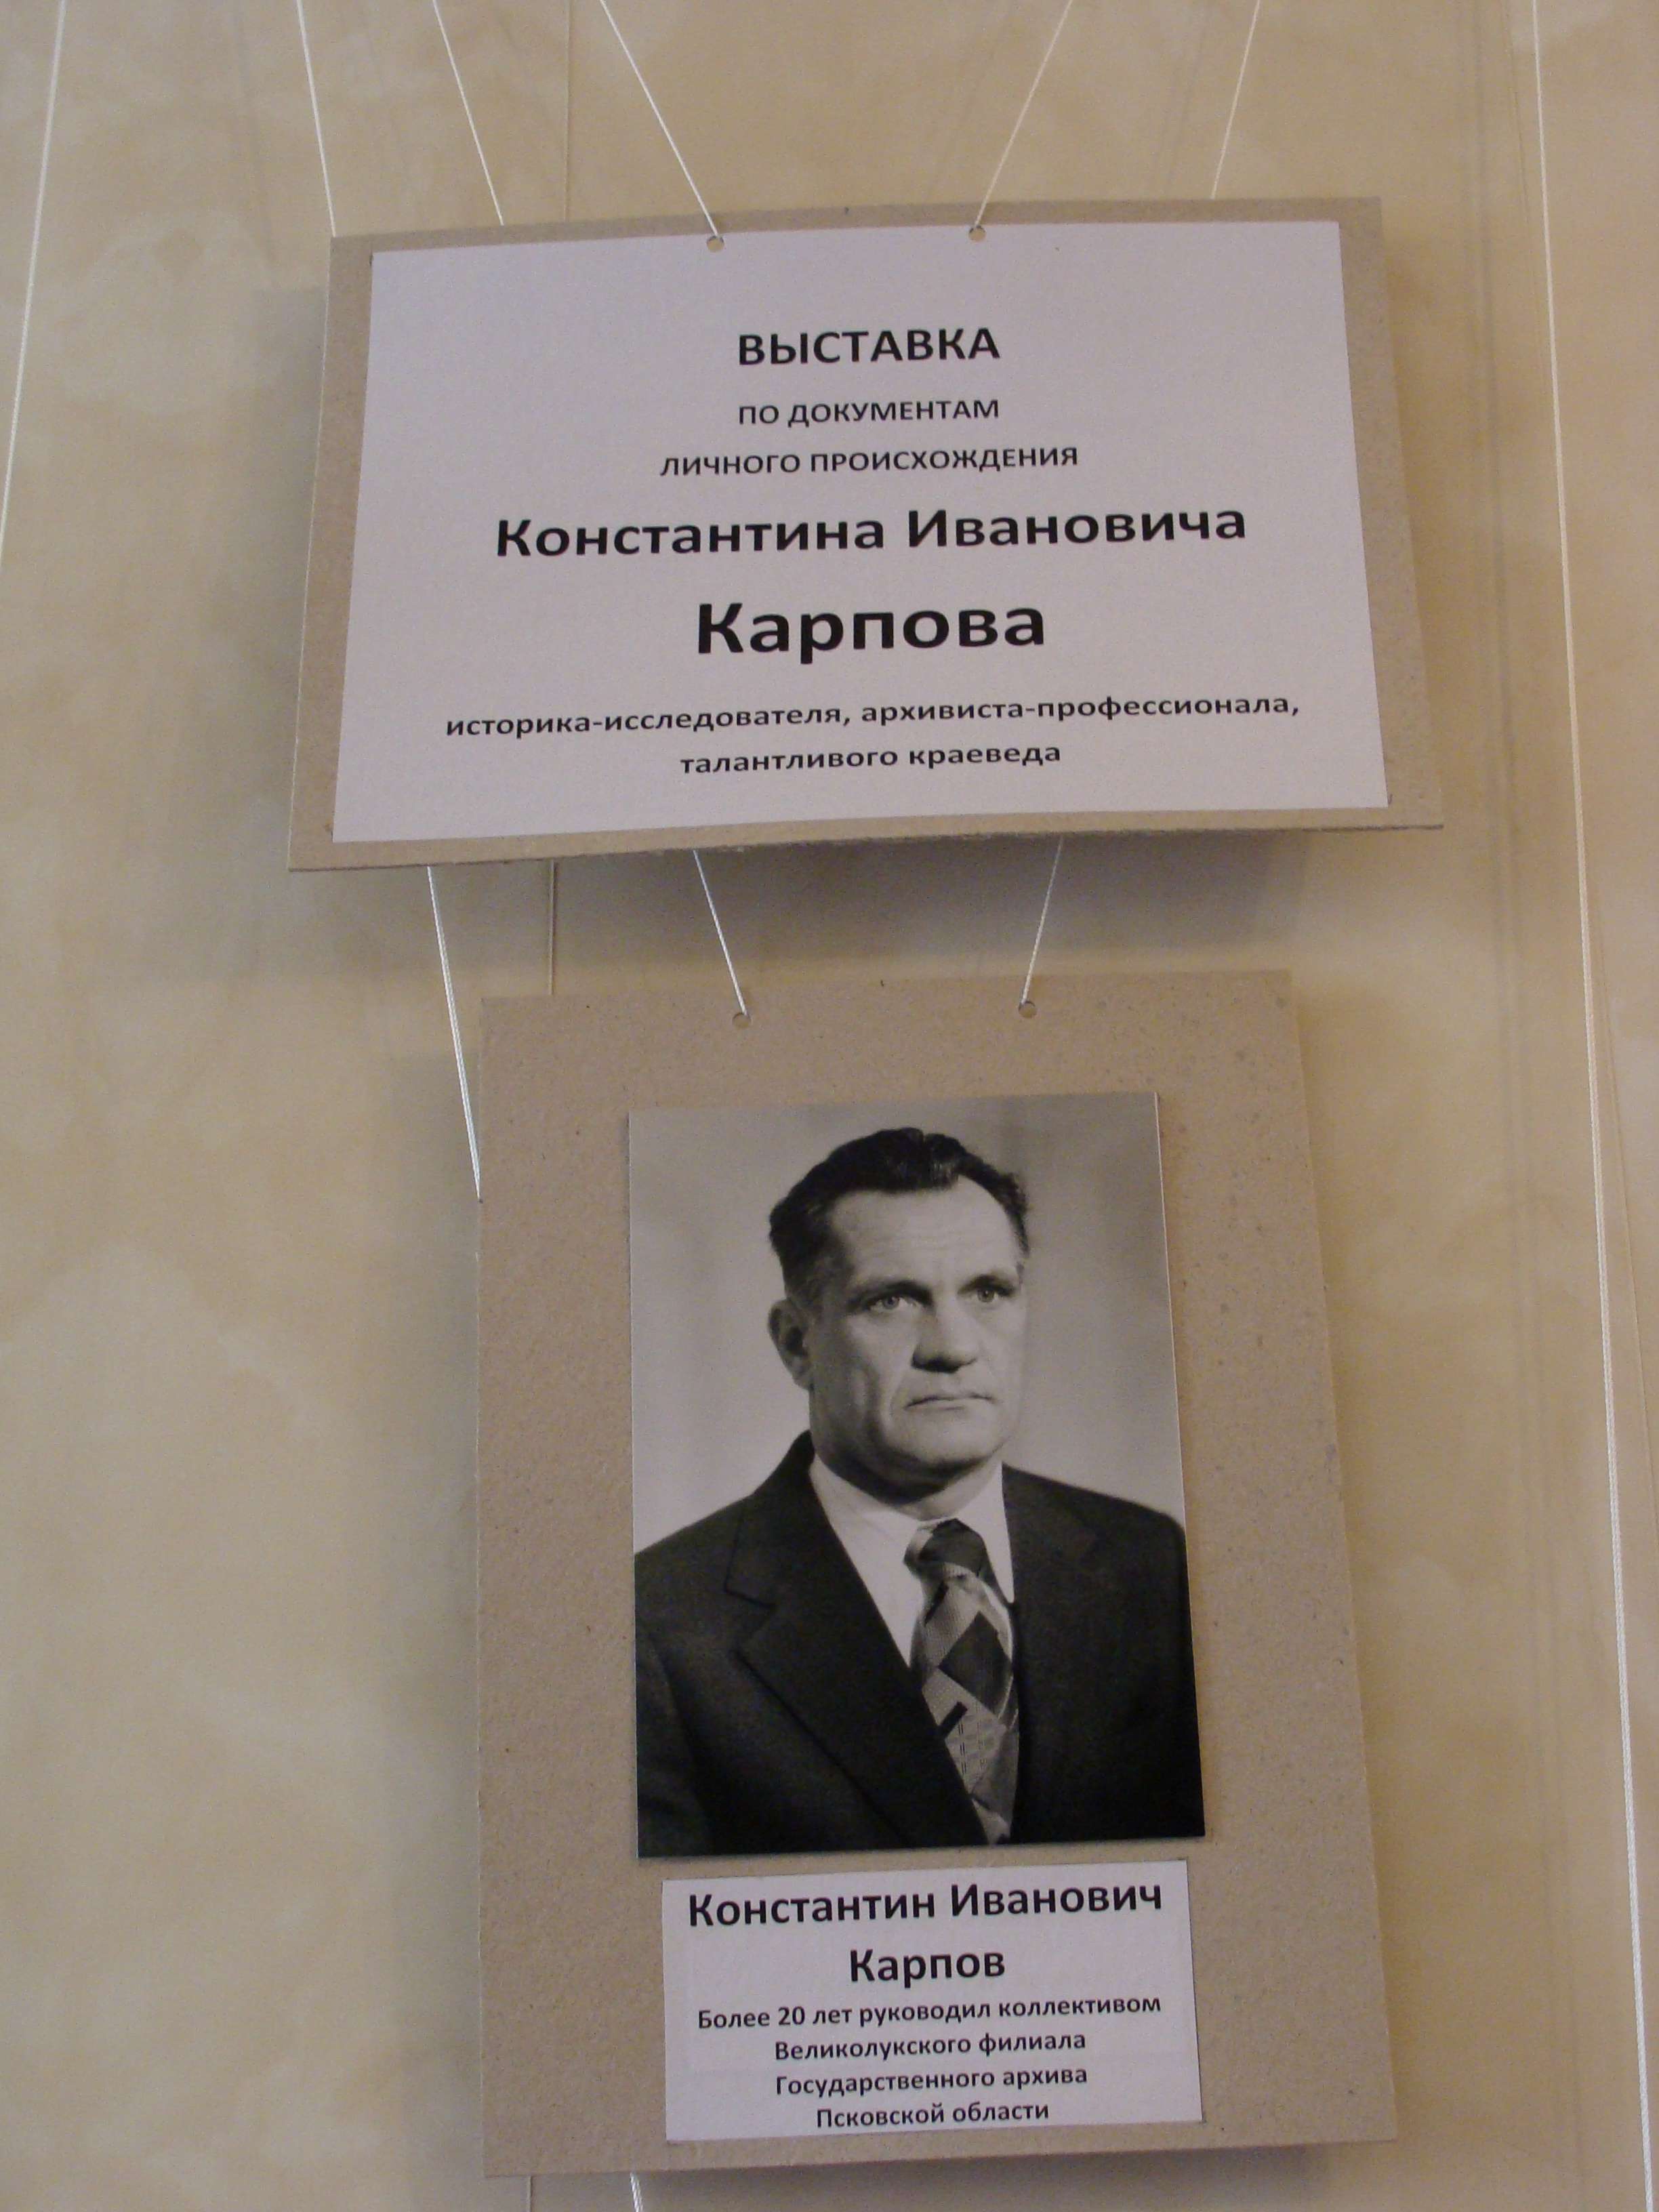 ВЫСТАВКА
ПО ДОКУМЕНТАМ
ЛИЧНОГО ПРОИСХОЖДЕНИЯ
Константина Ивановича
Карпова
историка-исследователя, архивиста-профессионала,
талантливого краеведа
Константин Иванович
Карпов
Более 20 лет руководил коллективом
Великолукского филиала
Государственного архива
Псковской области